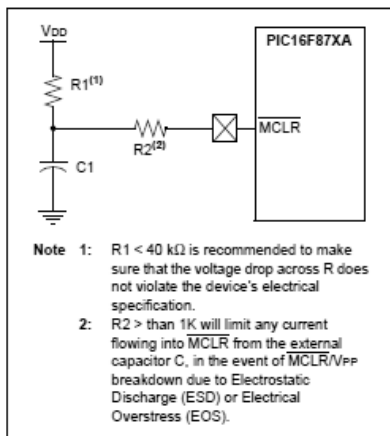 VDD
PIC16F87XA
R1(1)
MCLR
R2(2)
C1
Note 1: R1 < 40 kΩ is recommended to make
sure that the voltage drop across R does
not violate the device's electrical
specification.
2: R2 > than 1K will limit any current
flowing into MCLR from the external
capacitor C, in the event of MCLR/VPP
breakdown due to Electrostatic
Discharge (ESD) or Electrical
Overstress (EOS).